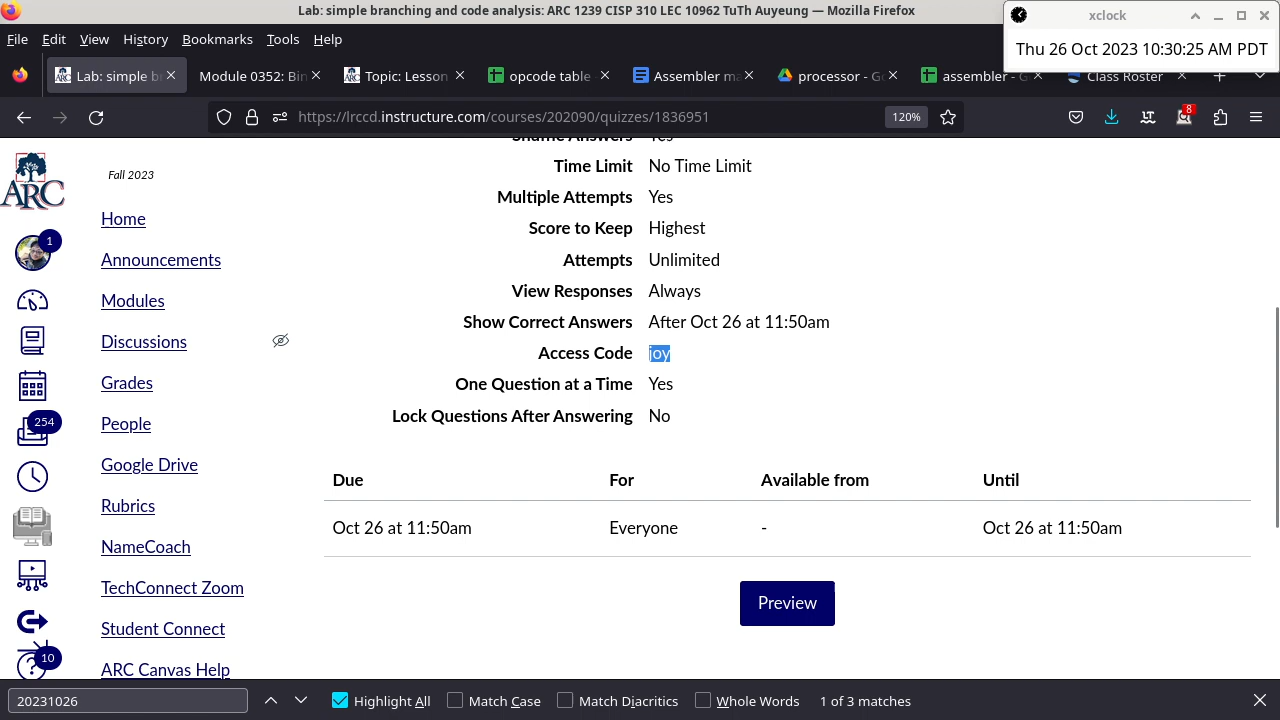 Lab: simple branching and code analysis: ARC 1239 CISP 310 LEC 10962 TuTh Auyeung — Mozilla Firefox
xclock
Thu 26 Oct 2023 10:30:25 AM PDT
File Edit View History Bookmarks Tools Help
Lab: simple b
Module 0352: Bin
Topic: Lesson
opcode table -
Assembler ma
processor - Go
assembler - G
Class Roster
https://lrccd.instructure.com/courses/202090/quizzes/1836951
120%
8
ARC
1
254
10
Fall 2023
Home
Announcements
Modules
Discussions
Grades
People
Google Drive
Rubrics
NameCoach
TechConnect Zoom
Student Connect
ARC Canvas Help
Shuffle Answers Yes
Time Limit No Time Limit
Multiple Attempts Yes
Score to Keep Highest
Attempts Unlimited
View Responses Always
Show Correct Answers After Oct 26 at 11:50am
Access Code joy
One Question at a Time Yes
Lock Questions After Answering No
Due For Available from Until
Oct 26 at 11:50am Everyone - Oct 26 at 11:50am
Preview
20231026 Highlight All Match Case Match Diacritics Whole Words 1 of 3 matches